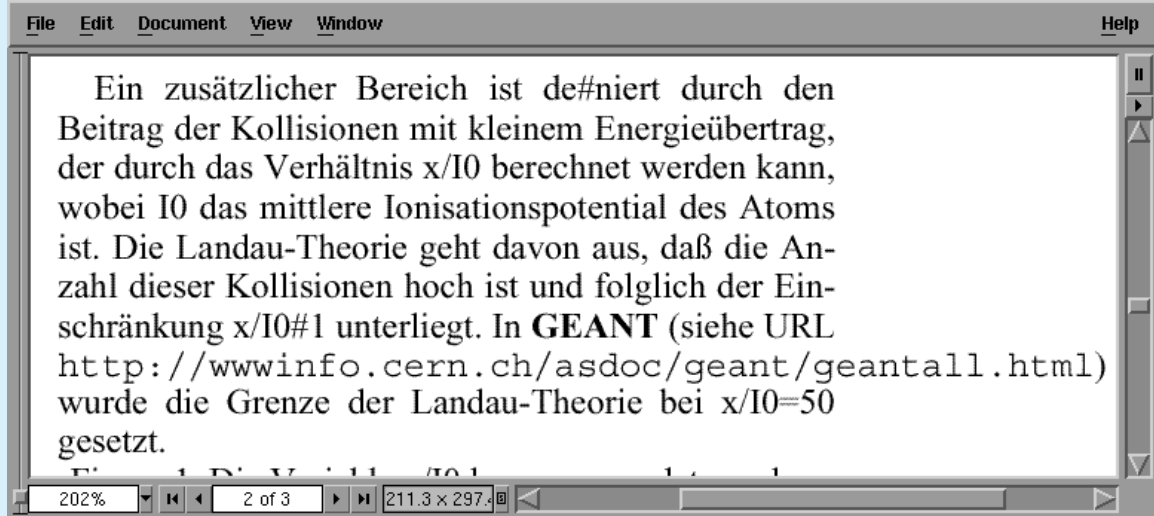 File Edit Document View Window Help
Ein zusätzlicher Bereich ist de#niert durch den
Beitrag der Kollisionen mit kleinem Energieübertrag,
der durch das Verhältnis x/I0 berechnet werden kann,
wobei I0 das mittlere Ionisationspotential des Atoms
ist. Die Landau-Theorie geht davon aus, daß die An-
zahl dieser Kollisionen hoch ist und folglich der Ein-
schränkung x/I0#1 unterliegt. In GEANT (siehe URL
http://wwwinfo.cern.ch/asdoc/geant/geantall.html)
wurde die Grenze der Landau-Theorie bei x/I0=50
gesetzt.
202% 2 of 3 211.3 x 297.4